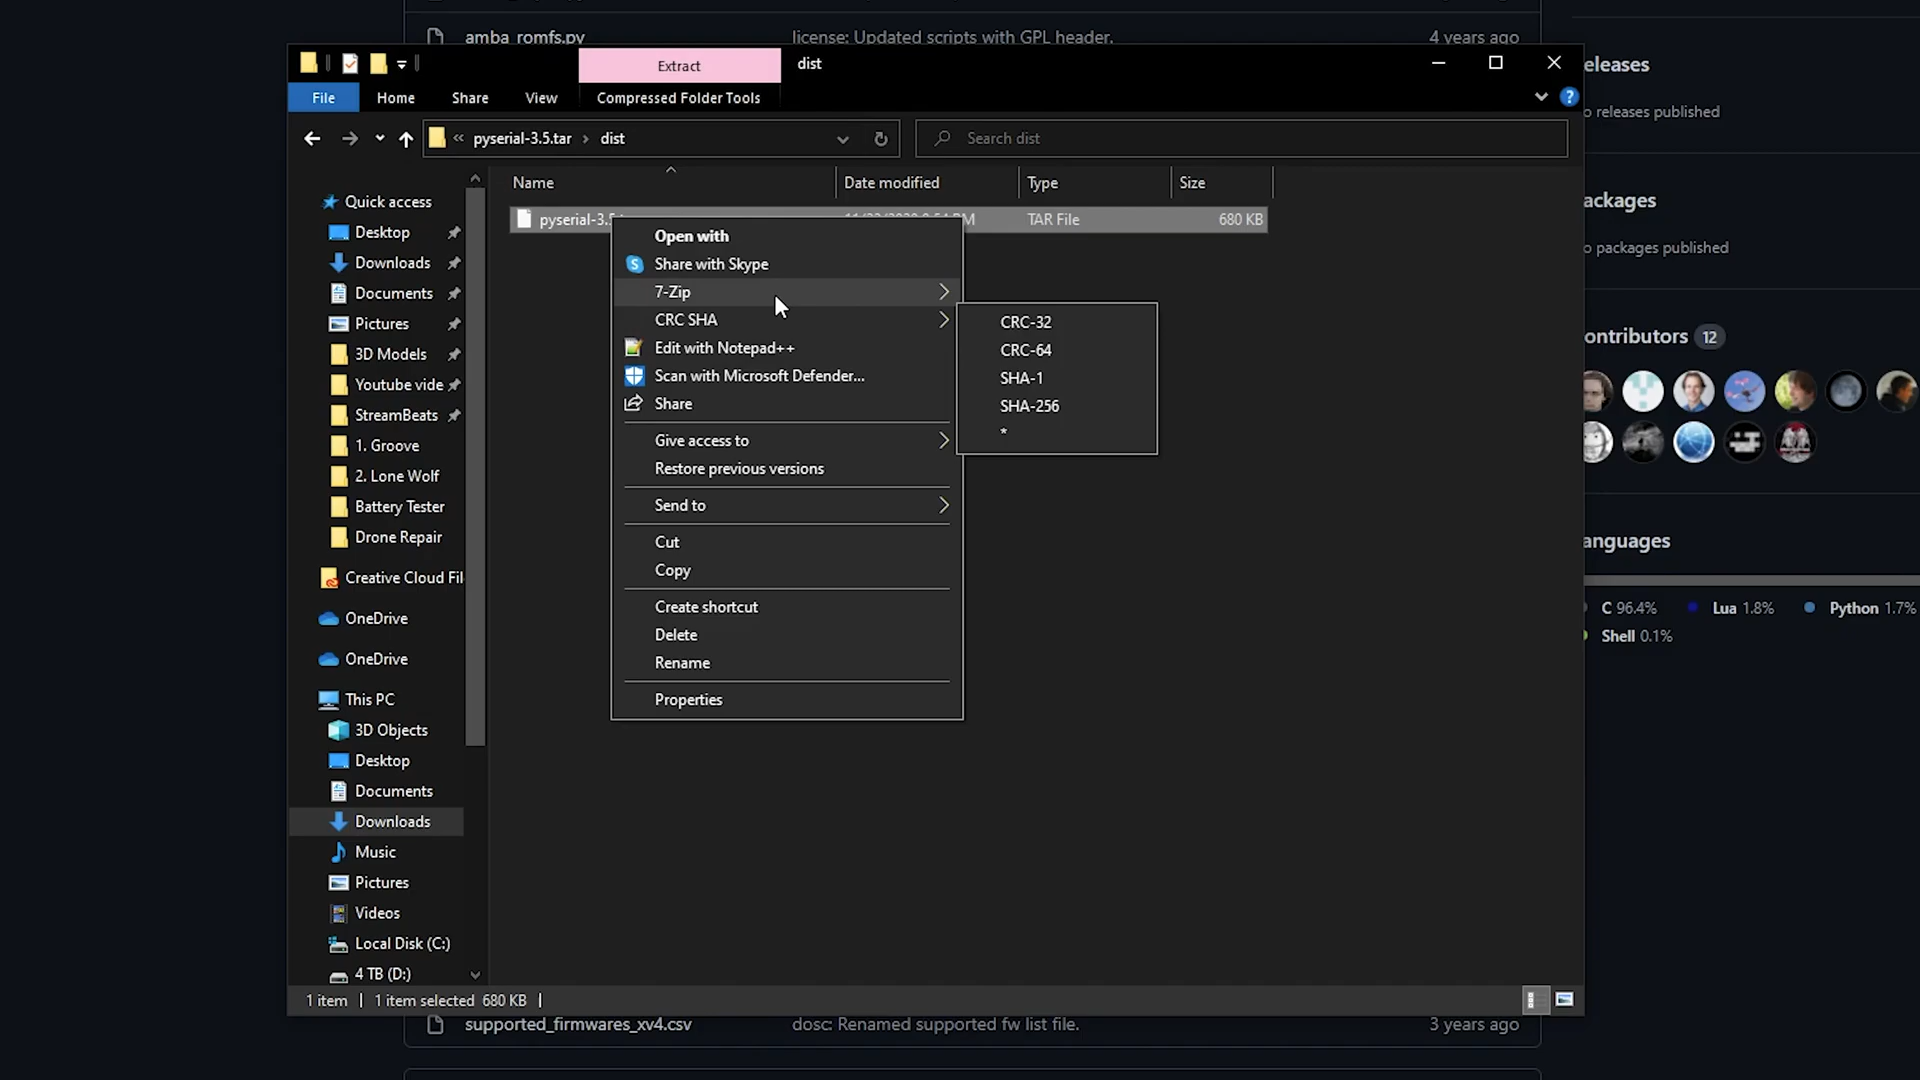 amba_romfs.py license: Updated scripts with GPL header. 4 years ago
Extract dist
File Home Share View Compressed Folder Tools
« pyserial-3.5.tar › dist Search dist
Name Date modified Type Size
pyserial-3.5 TAR File 680 KB
Quick access
Desktop
Downloads
Documents
Pictures
3D Models
Youtube vide
StreamBeats
1. Groove
2. Lone Wolf
Battery Tester
Drone Repair
Creative Cloud Fil
OneDrive
OneDrive
This PC
3D Objects
Desktop
Documents
Downloads
Music
Pictures
Videos
Local Disk (C:)
4 TB (D:)
Open with
Share with Skype
7-Zip
CRC SHA
Edit with Notepad++
Scan with Microsoft Defender...
Share
Give access to
Restore previous versions
Send to
Cut
Copy
Create shortcut
Delete
Rename
Properties
CRC-32
CRC-64
SHA-1
SHA-256
*
1 item | 1 item selected 680 KB |
supported_firmwares_xv4.csv dosc: Renamed supported fw list file. 3 years ago
eleases
o releases published
ackages
o packages published
ontributors 12
anguages
C 96.4% Lua 1.8% Python 1.7%
Shell 0.1%